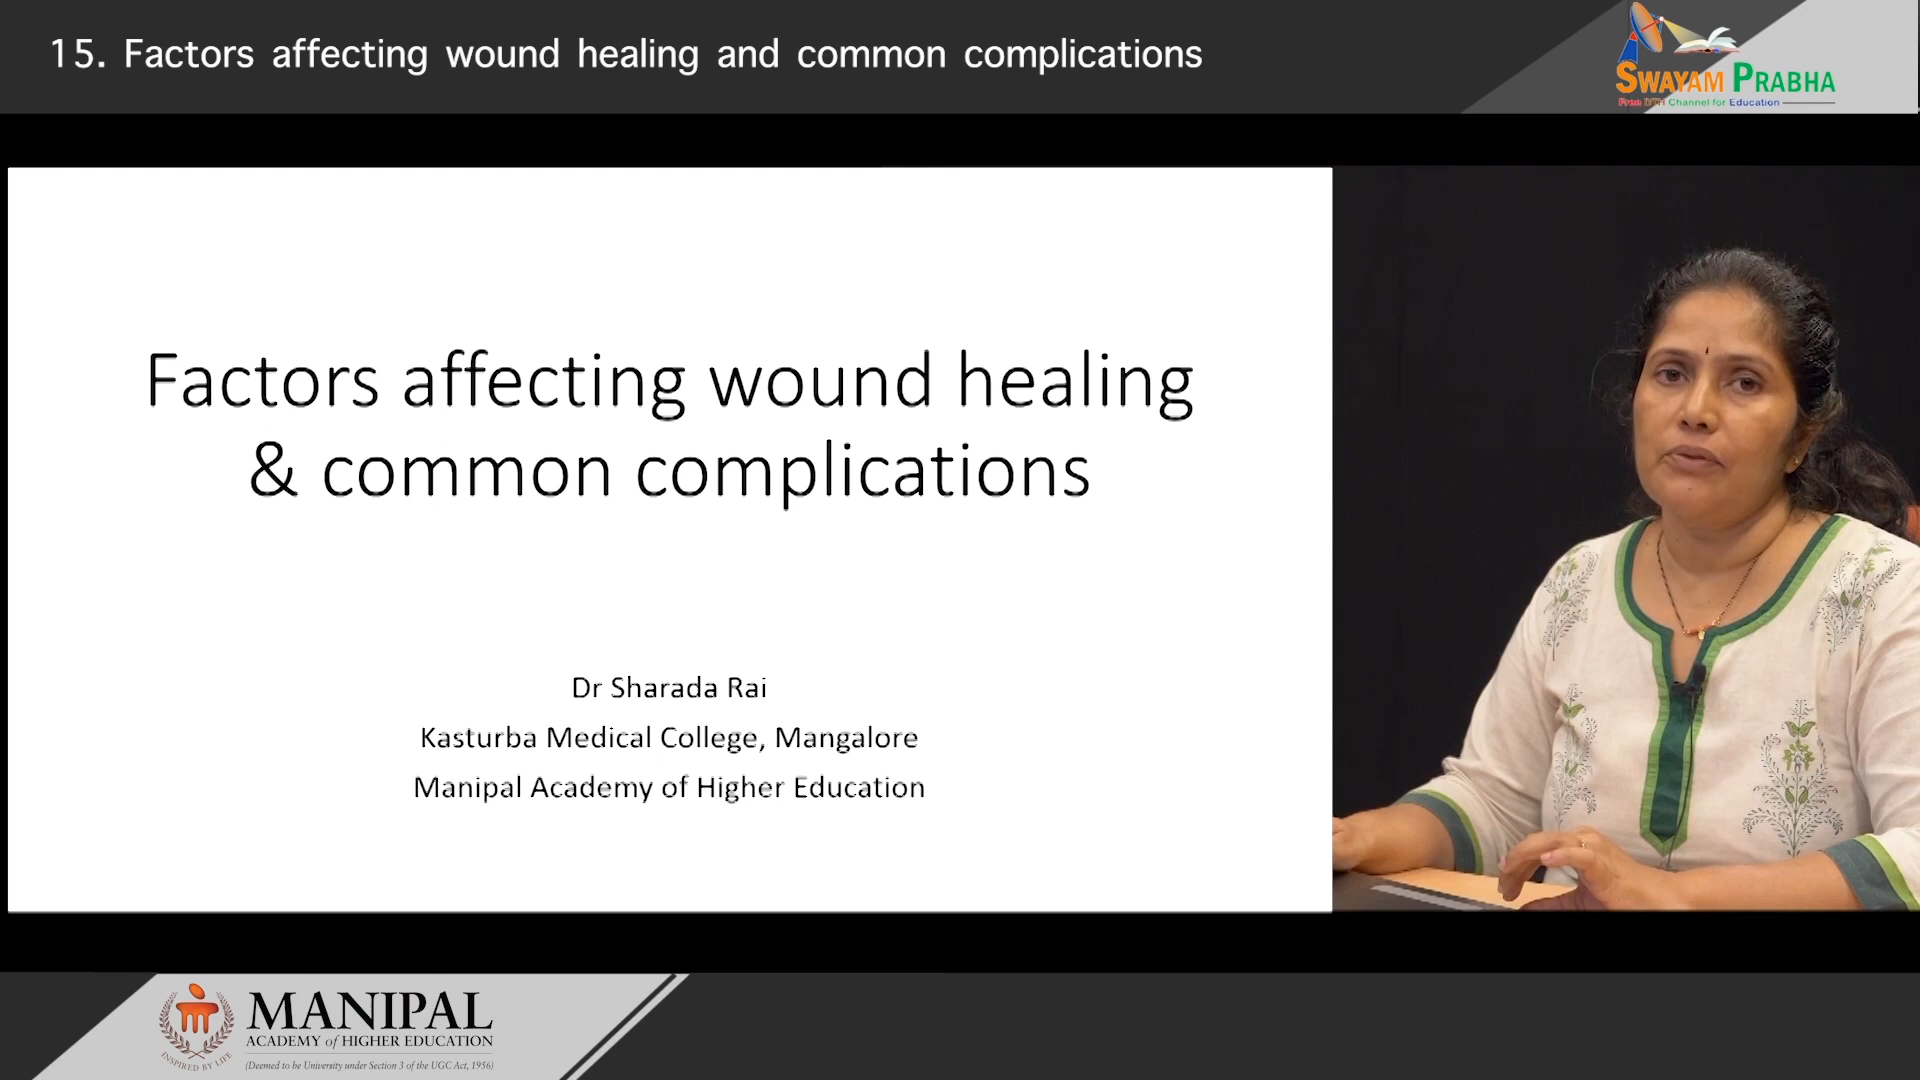 15. Factors affecting wound healing and common complications
SWAYAM PRABHA
Free DTH Channel for Education
Factors affecting wound healing
& common complications
Dr Sharada Rai
Kasturba Medical College, Mangalore
Manipal Academy of Higher Education
INSPIRED BY LIFE
MANIPAL
ACADEMY of HIGHER EDUCATION
(Deemed to be University under Section 3 of the UGC Act, 1956)